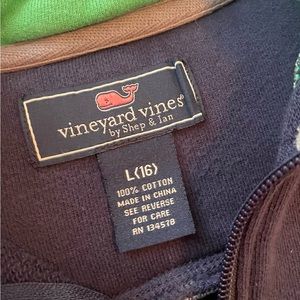 vineyard vines®
by Shep & Ian
L(16)
100% COTTON
MADE IN CHINA
SEE REVERSE
FOR CARE
RN 134578